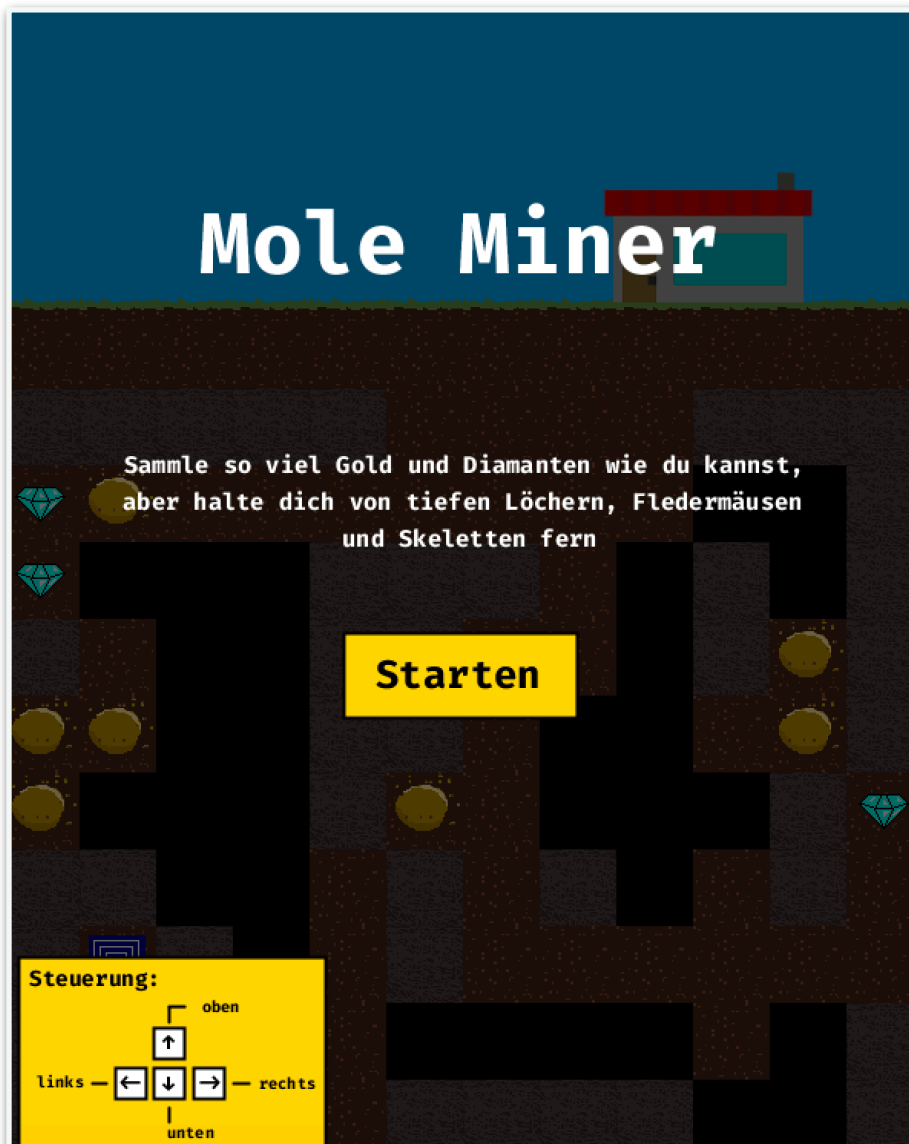 Mole Miner
Sammle so viel Gold und Diamanten wie du kannst,
aber halte dich von tiefen Löchern, Fledermäusen
und Skeletten fern
Starten
Steuerung:
oben
↑
links ← ↓ → rechts
unten